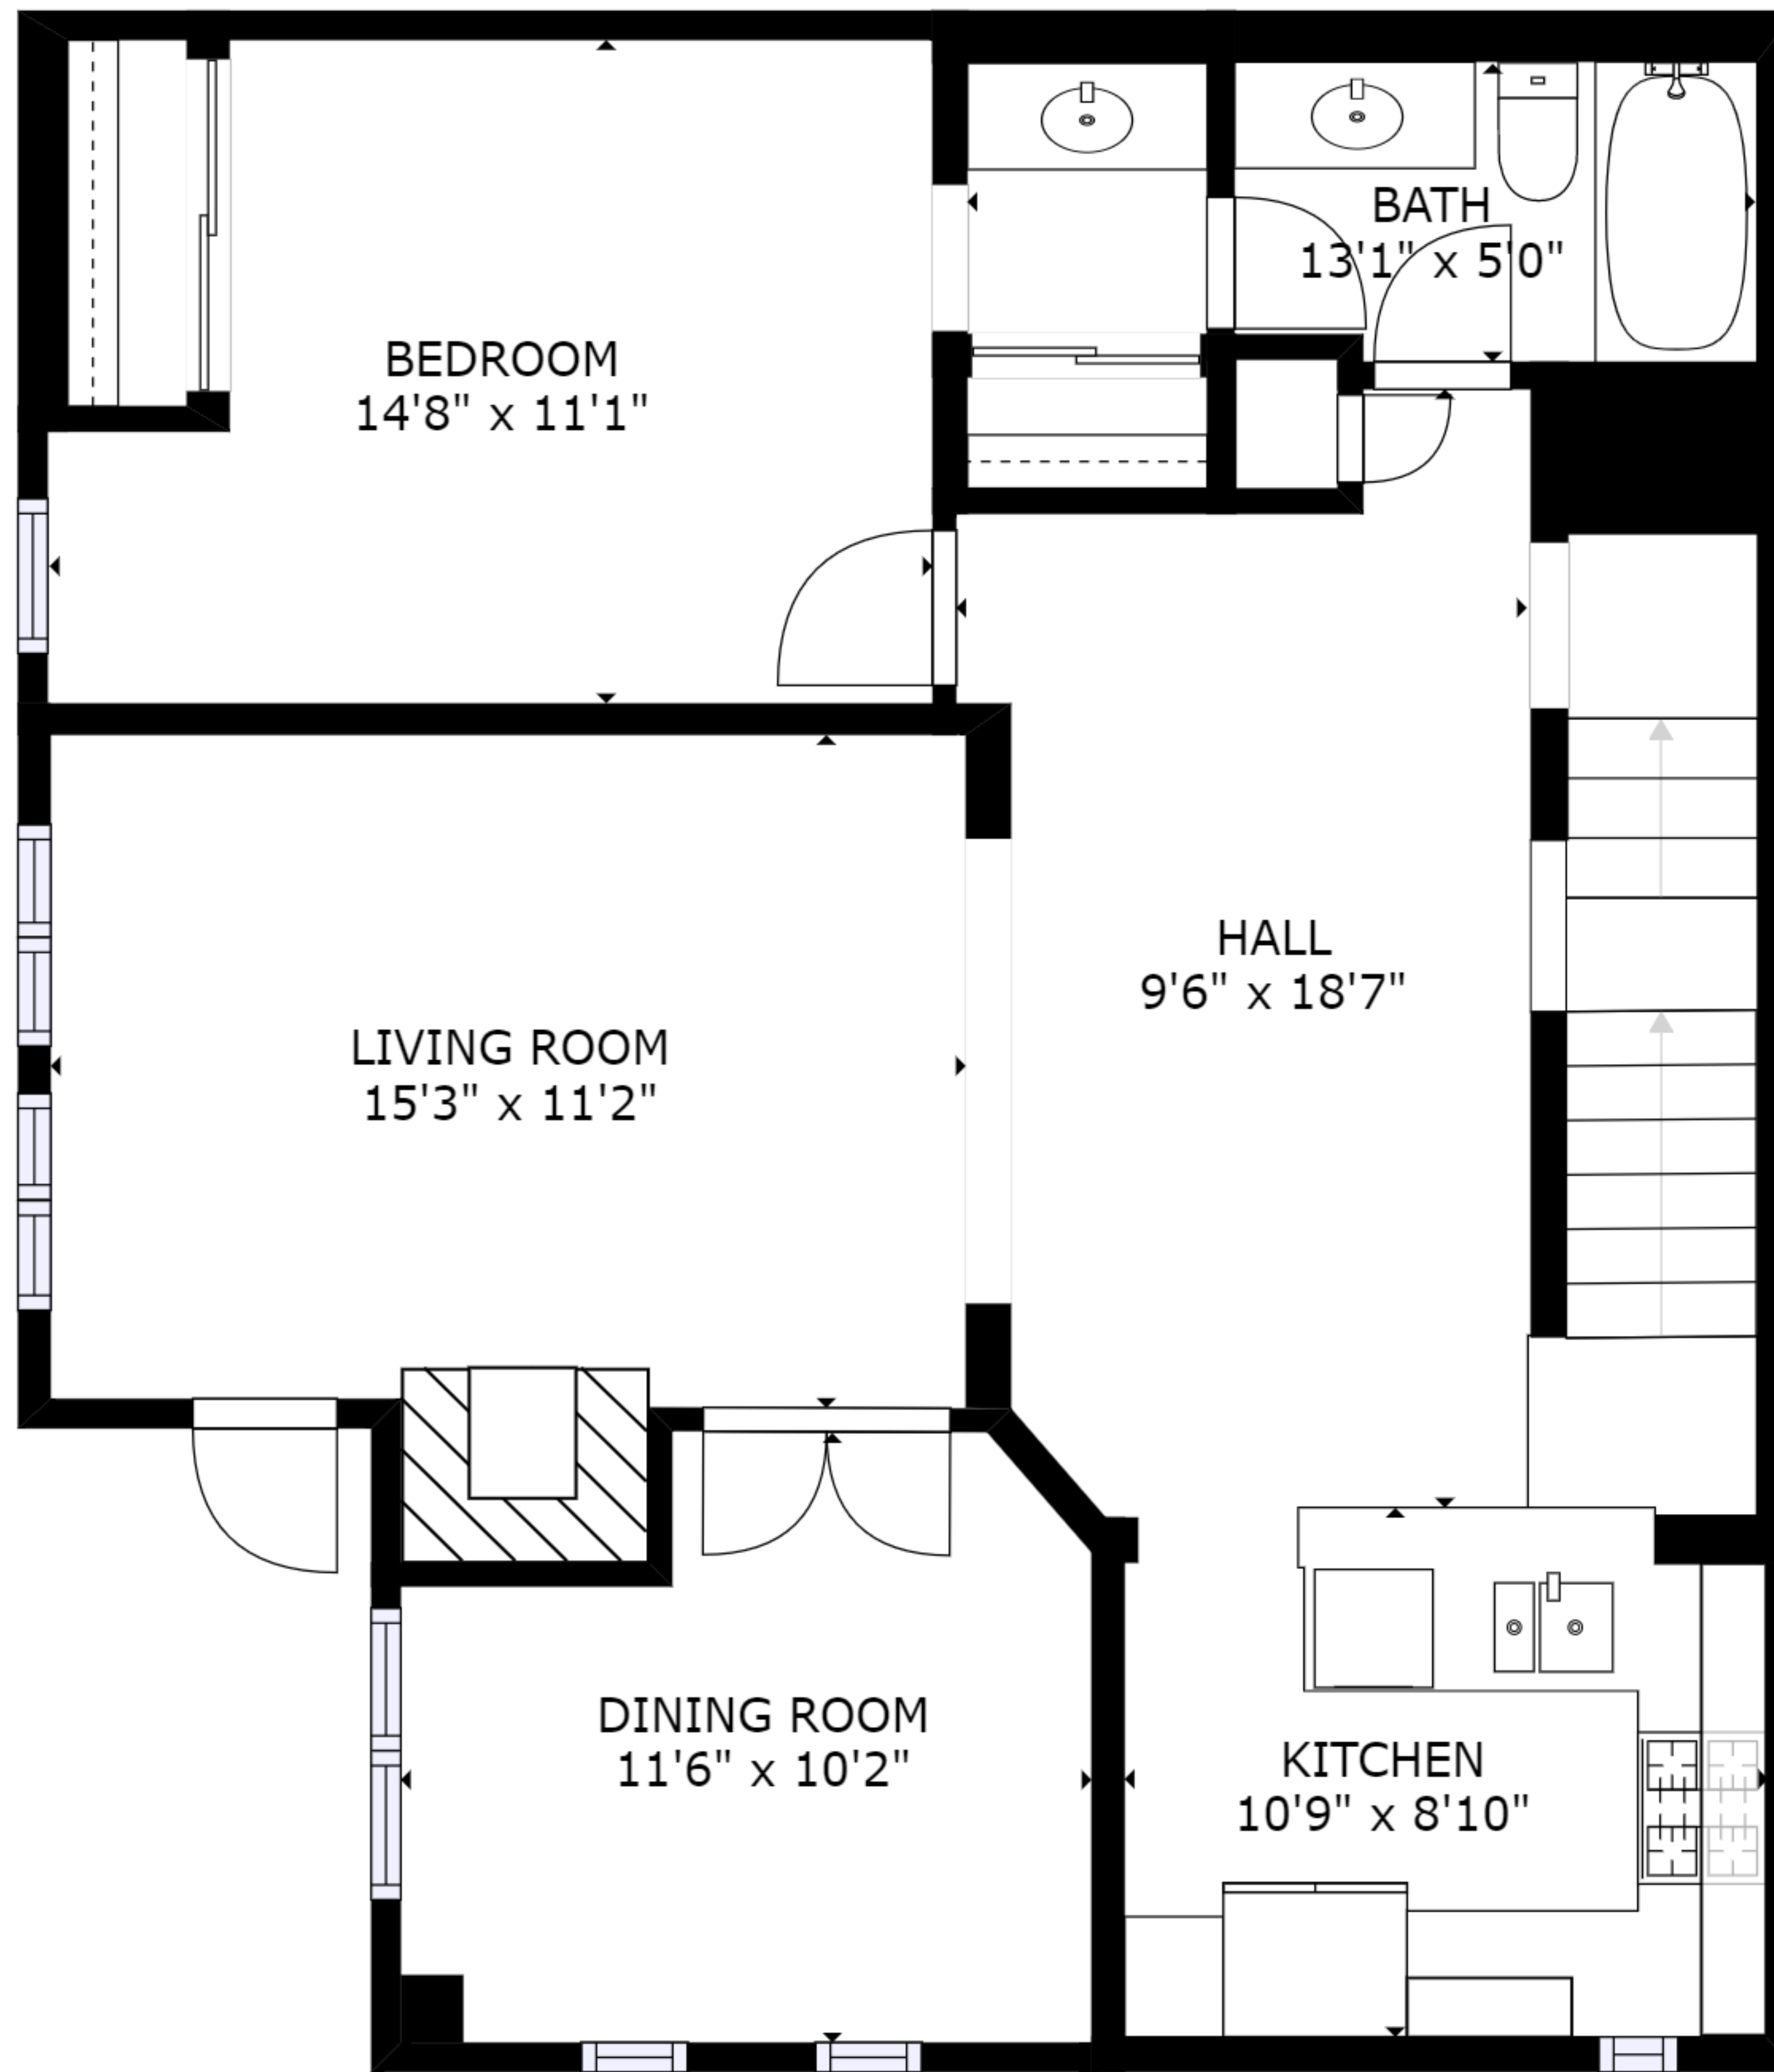 BATH
13'1" x 5'0"
BEDROOM
14'8" x 11'1"
HALL
9'6" x 18'7"
LIVING ROOM
15'3" x 11'2"
DINING ROOM
11'6" x 10'2"
KITCHEN
10'9" x 8'10"